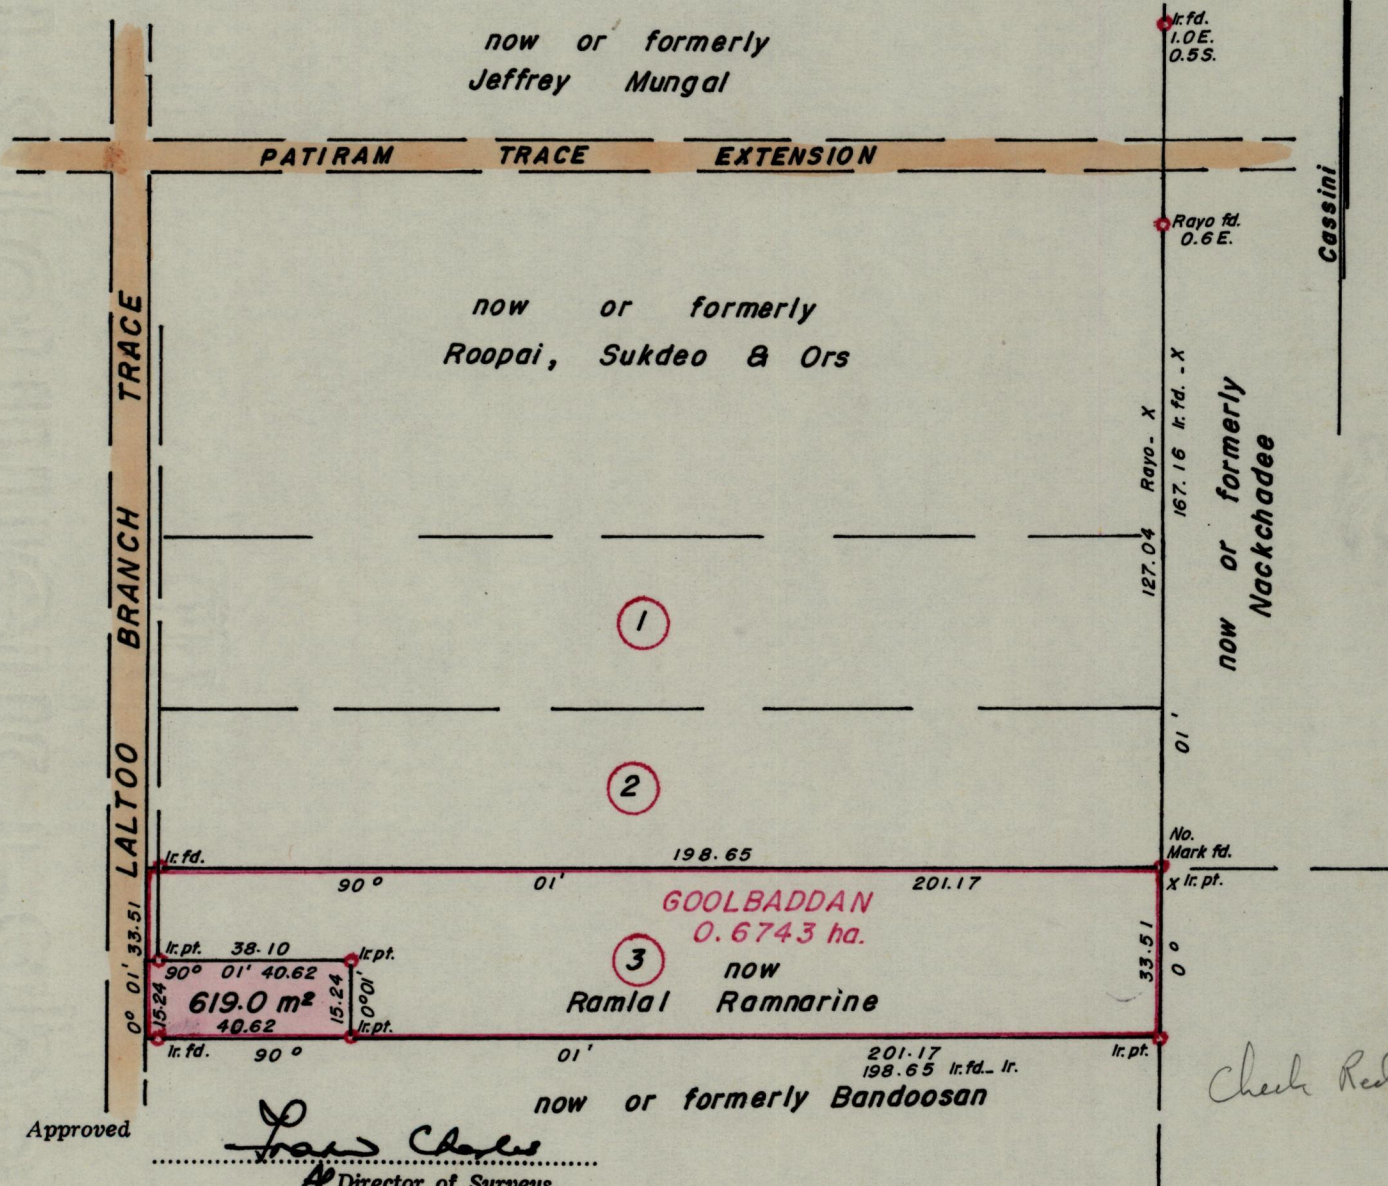 now or formerly
Jeffrey Mungal
Ir. fd.
1.0 E.
0.5 S.
PATIRAM TRACE EXTENSION
Cassini
Rayo fd.
0.6 E.
LALTOO BRANCH TRACE
now or formerly
Roopai, Sukdeo & Ors
127.04 Rayo- X
167.16 Ir. fd. -X
now or formerly
Nackchadee
1
01'
2
No.
Mark fd.
Ir. fd.
198.65
90° 01' 201.17
X Ir. pt.
GOOLBADDAN
0.6743 ha.
0° 01' 33.51
33.51
0°
3
now
Ramlal Ramnarine
Ir. pt. 38.10 Ir. pt.
90° 01' 40.62
15.24
619.0 m²
15.24
0°01'
40.62
Ir. pt.
Ir. fd.
90° 01' 201.17
198.65 Ir. fd.- Ir.
Ir. pt.
now or formerly Bandoosan
Check
Approved
Director of Surveys